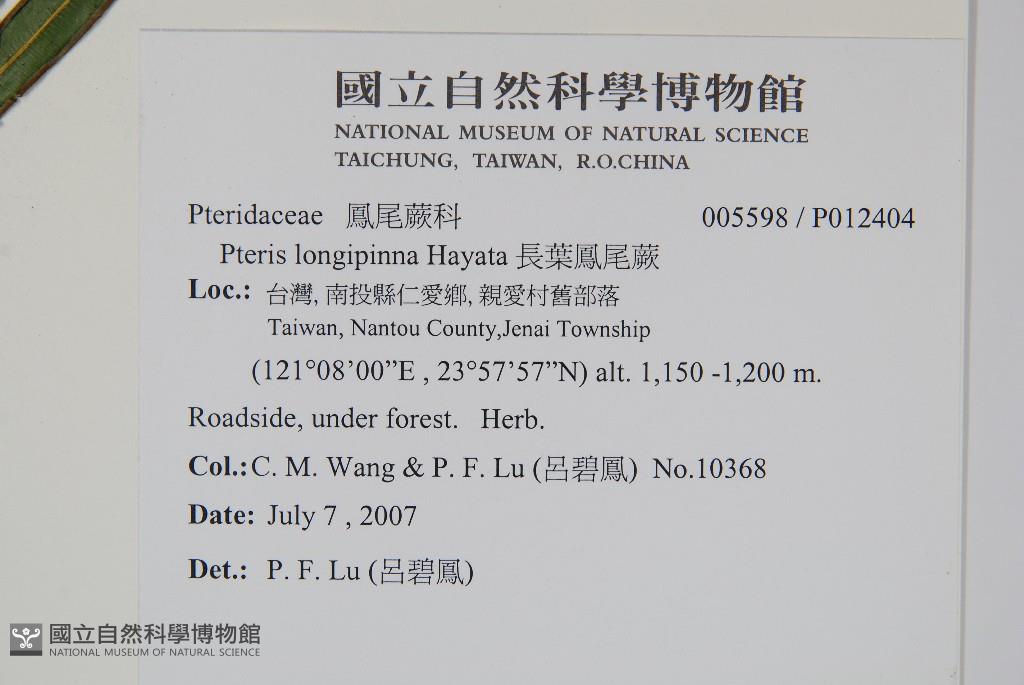 國立自然科學博物館
NATIONAL MUSEUM OF NATURAL SCIENCE
TAICHUNG, TAIWAN, R.O.CHINA
Pteridaceae 鳳尾蕨科 005598 / P012404
Pteris longipinna Hayata 長葉鳳尾蕨
Loc.: 台灣, 南投縣仁愛鄉, 親愛村舊部落
Taiwan, Nantou County,Jenai Township
(121°08’00”E , 23°57’57”N) alt. 1,150 -1,200 m.
Roadside, under forest. Herb.
Col.: C. M. Wang & P. F. Lu (呂碧鳳) No.10368
Date: July 7 , 2007
Det.: P. F. Lu (呂碧鳳)
國立自然科學博物館
NATIONAL MUSEUM OF NATURAL SCIENCE